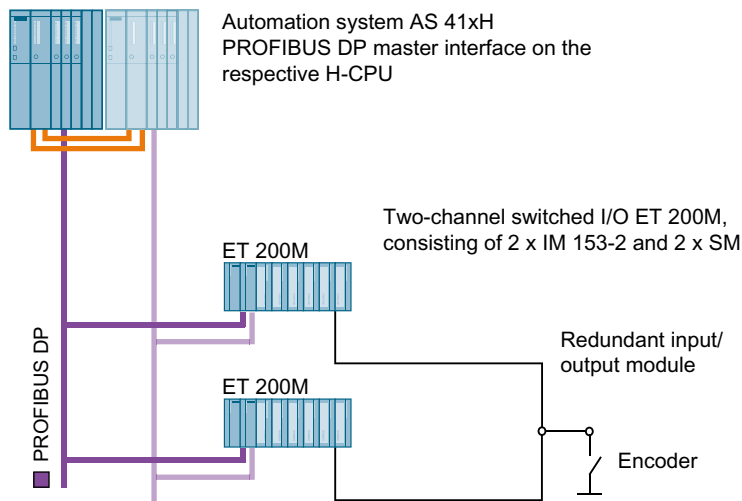 Automation system AS 41xH
PROFIBUS DP master interface on the
respective H-CPU
Two-channel switched I/O ET 200M,
consisting of 2 x IM 153-2 and 2 x SM
ET 200M
Redundant input/
output module
ET 200M
Encoder
PROFIBUS DP